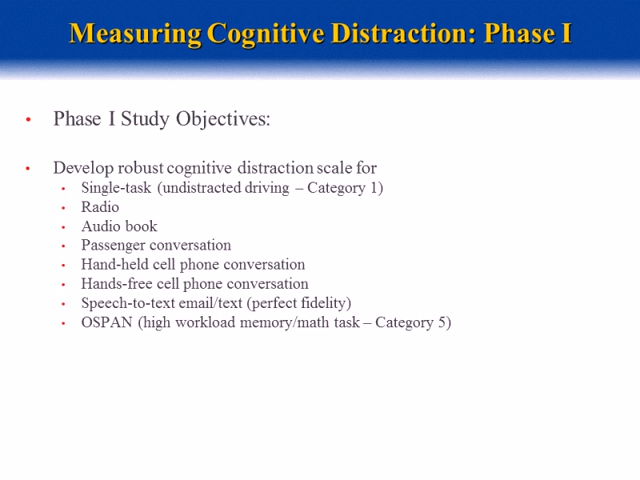 Measuring Cognitive Distraction: Phase I
• Phase I Study Objectives:
• Develop robust cognitive distraction scale for
• Single-task (undistracted driving – Category 1)
• Radio
• Audio book
• Passenger conversation
• Hand-held cell phone conversation
• Hands-free cell phone conversation
• Speech-to-text email/text (perfect fidelity)
• OSPAN (high workload memory/math task – Category 5)